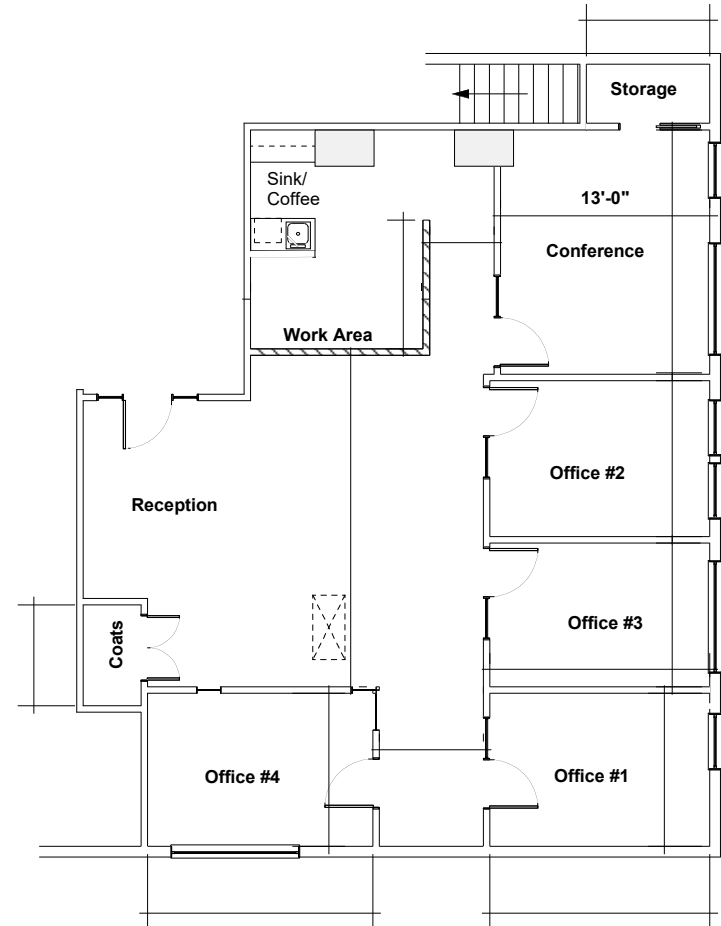 Storage
Sink/
Coffee
13'-0"
Conference
Work Area
Office #2
Reception
Office #3
Coats
Office #4
Office #1